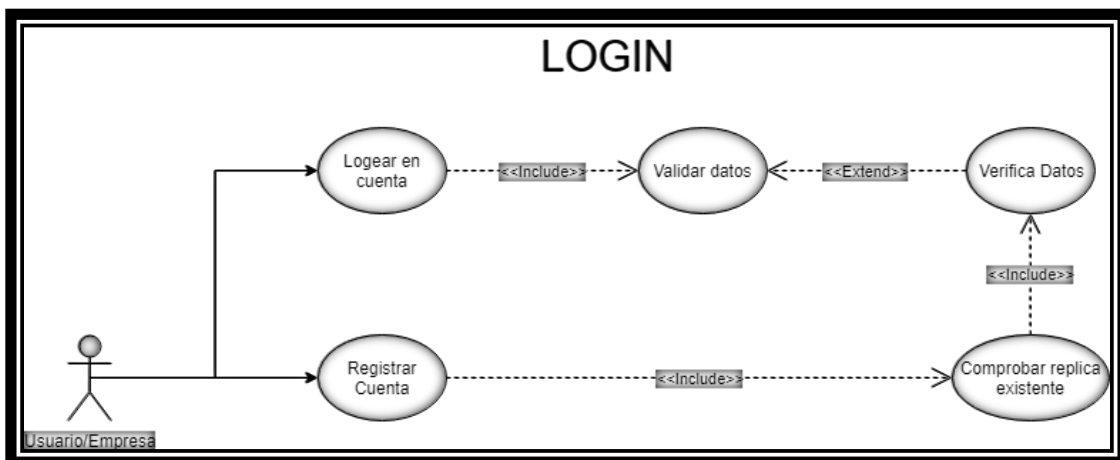 LOGIN
Logear en
cuenta
<<Include>>
Validar datos
<<Extend>>
Verifica Datos
<<Include>>
Registrar
Cuenta
<<Include>>
Comprobar replica
existente
Usuario/Empresa